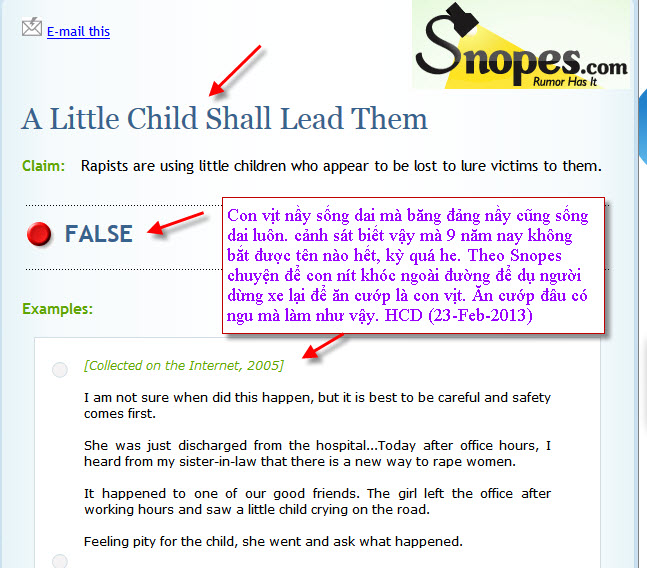 E-mail this
Snopes.com
Rumor Has It
A Little Child Shall Lead Them
Claim: Rapists are using little children who appear to be lost to lure victims to them.
FALSE
Con vịt nầy sống dai mà băng đảng nầy cũng sống
dai luôn. cảnh sát biết vậy mà 9 năm nay không
bắt được tên nào hết, kỳ quá he. Theo Snopes
chuyện để con nít khóc ngoài đường để dụ người
dừng xe lại để ăn cướp là con vịt. Ăn cướp đâu có
ngu mà làm như vậy. HCD (23-Feb-2013)
Examples:
[Collected on the Internet, 2005]
I am not sure when did this happen, but it is best to be careful and safety
comes first.
She was just discharged from the hospital...Today after office hours, I
heard from my sister-in-law that there is a new way to rape women.
It happened to one of our good friends. The girl left the office after
working hours and saw a little child crying on the road.
Feeling pity for the child, she went and ask what happened.